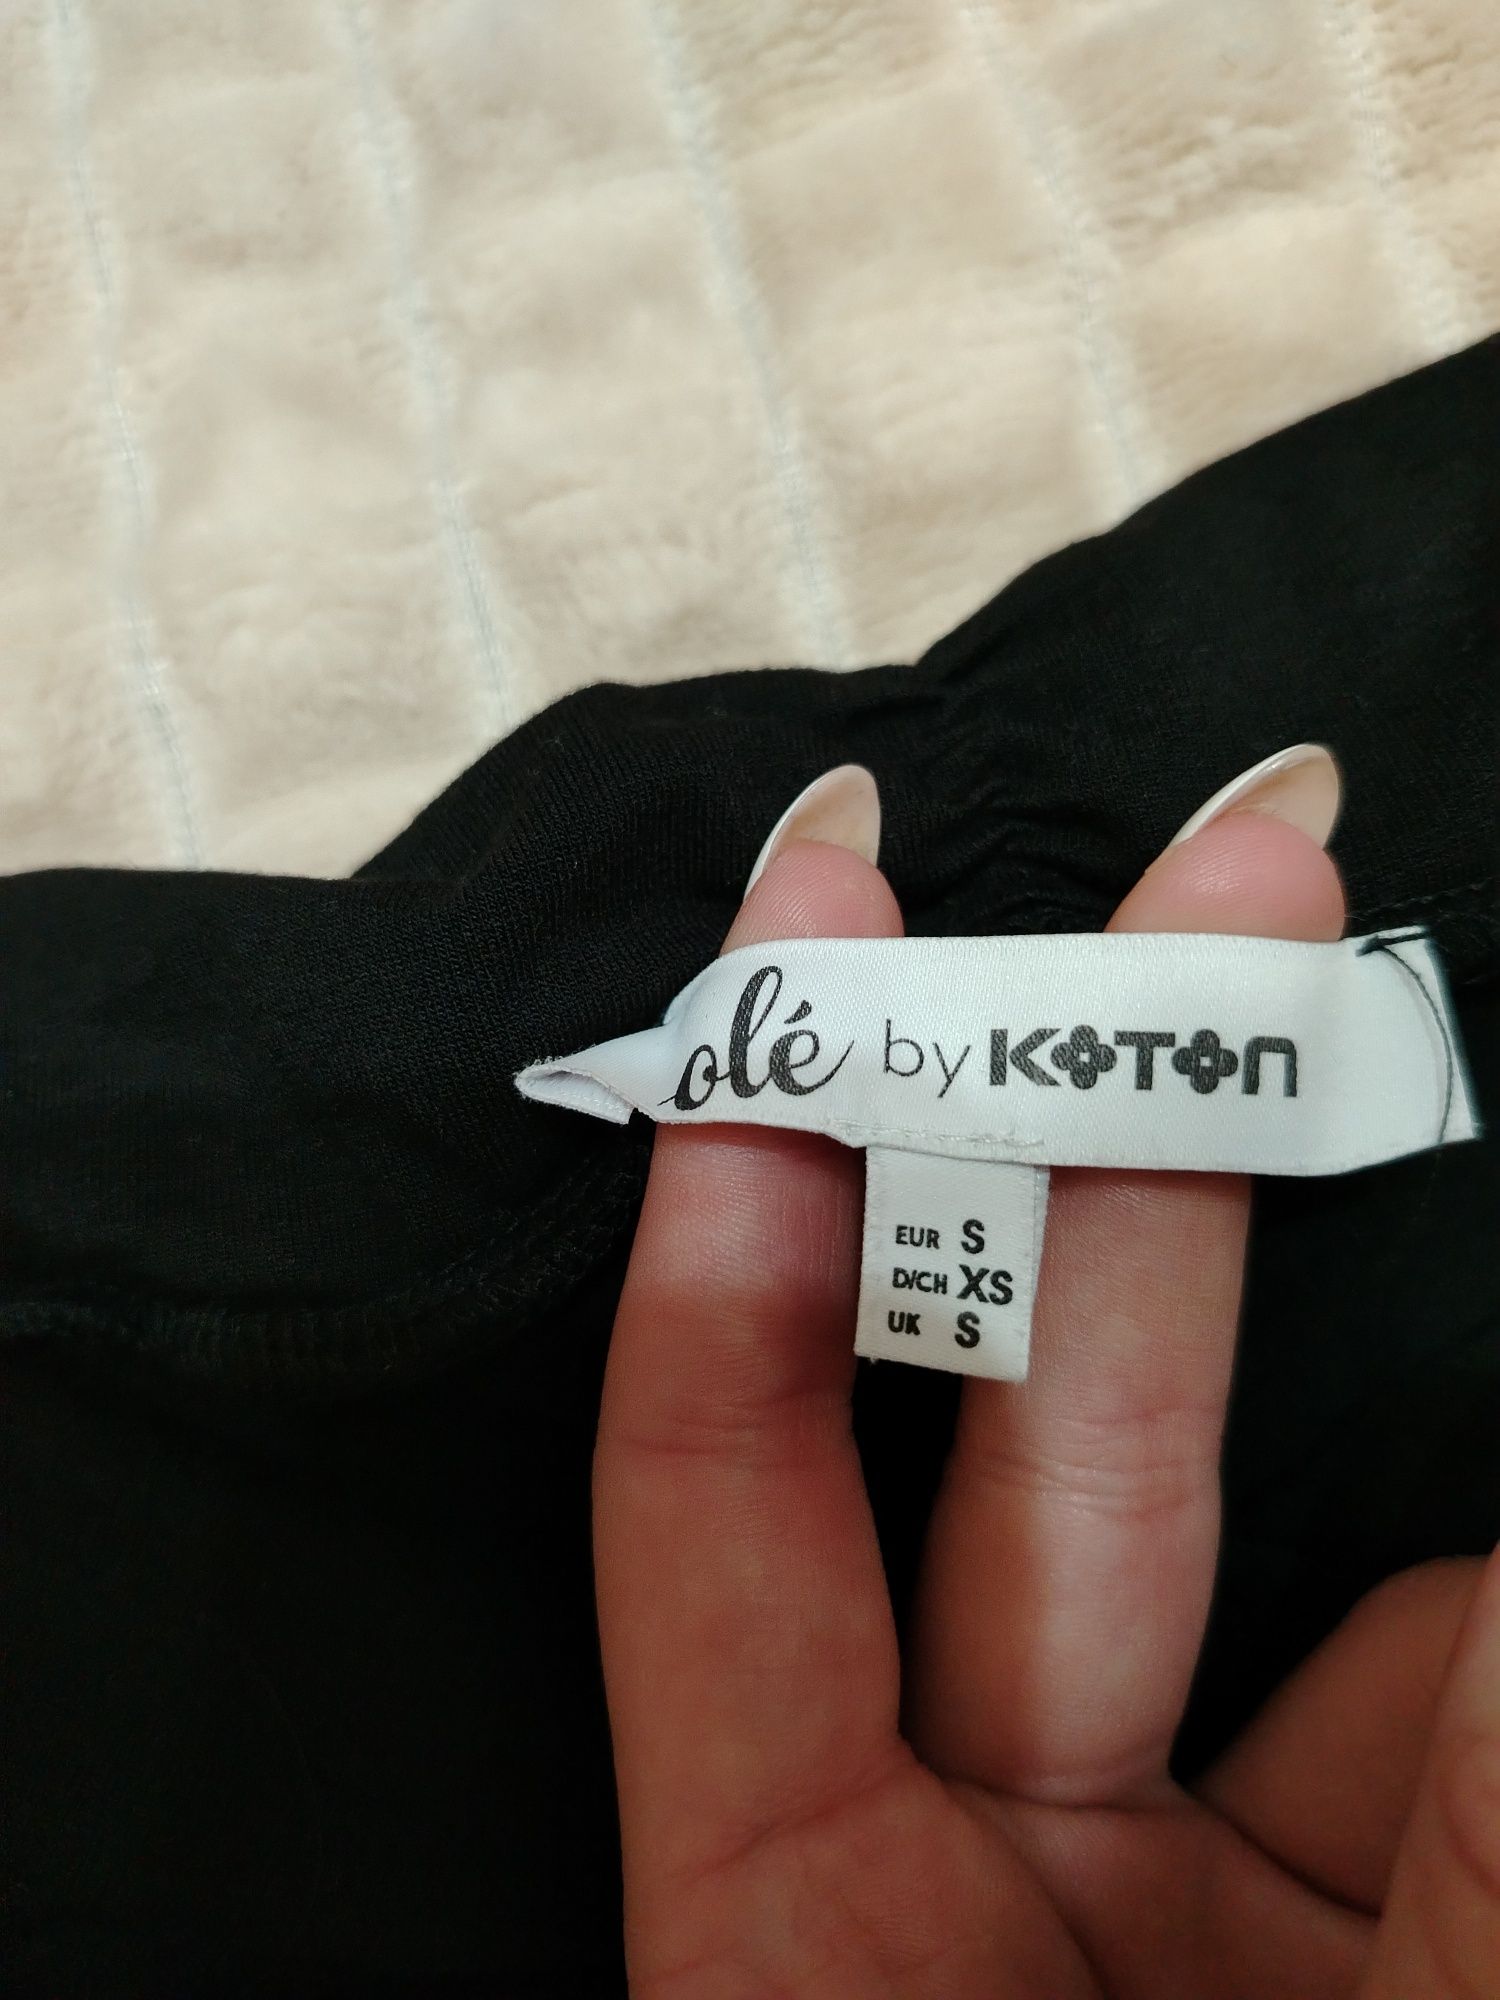 olé by KOTON
EUR S
D/CH XS
UK S